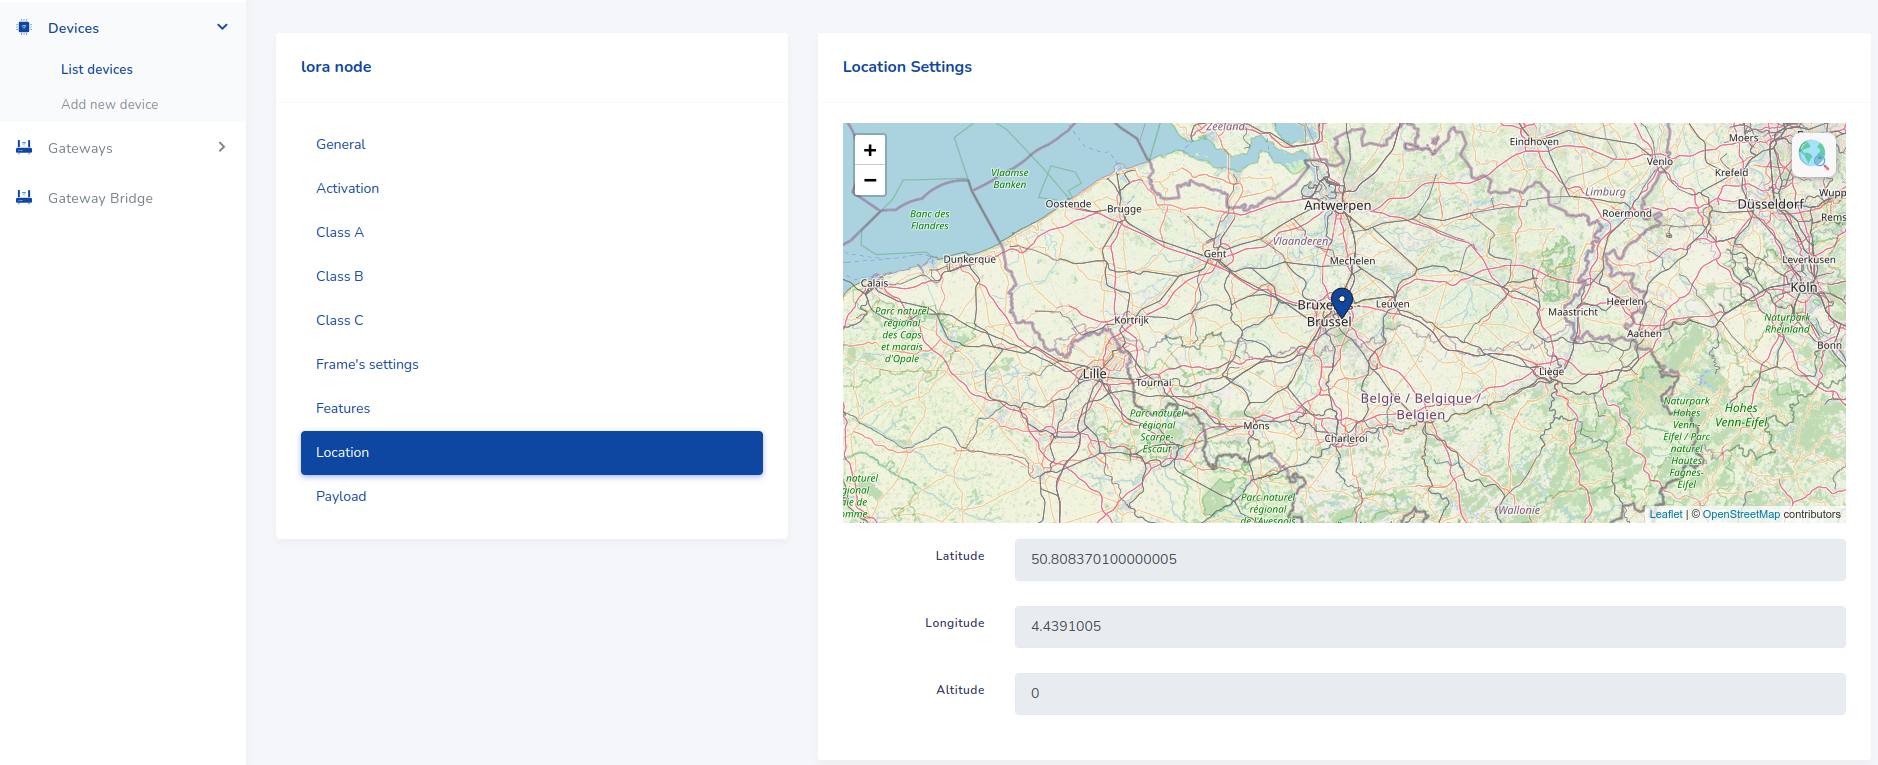 Devices
List devices
Add new device
Gateways
Gateway Bridge
lora node
General
Activation
Class A
Class B
Class C
Frame's settings
Features
Location
Payload
Location Settings
+
−
Zeeland
Vlaamse
Banken
Banc des
Flandres
Oostende
Brugge
Antwerpen
Eindhoven
Moers
Venlo
Krefeld
Limburg
Düsseldorf
Roermond
Vlaanderen
Gent
Mechelen
Dunkerque
Calais
Leverkusen
Köln
Brussel
Leuven
Heerlen
Maastricht
Aachen
Naturpark
Rheinland
Bonn
Parc naturel
régional
des Caps
et marais
d'Opale
Kortrijk
Lille
Tournai
Liège
België / Belgique /
Belgien
Parc naturel
régional
Scarpe-
Escaut
Mons
Charleroi
Naturpark
Hohes
Venn-
Eifel / Parc
naturel
Hautes
Fagnes-
Eifel
Hohes
Venn-Eifel
Parc naturel
régional
de l'Avesnois
Wallonie
Leaflet | © OpenStreetMap contributors
Latitude
50.808370100000005
Longitude
4.4391005
Altitude
0